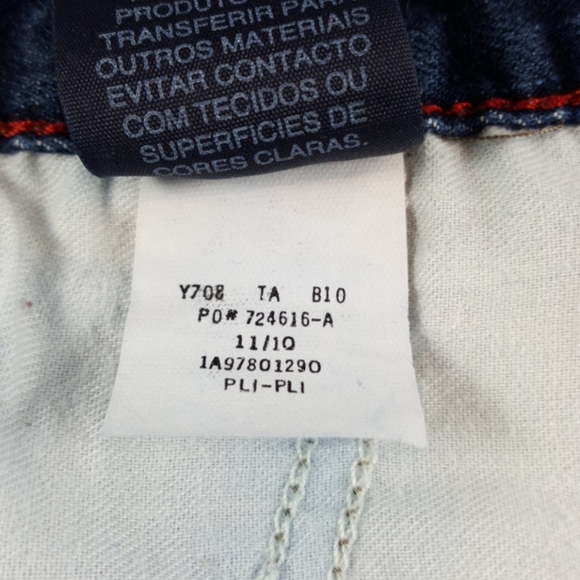 PRODUTO
TRANSFERIR PARA
OUTROS MATERIAIS
EVITAR CONTACTO
COM TECIDOS OU
SUPERFICIES DE
CORES CLARAS.
Y708 TA B10
PO# 724616-A
11/10
1A97801290
PLI-PLI